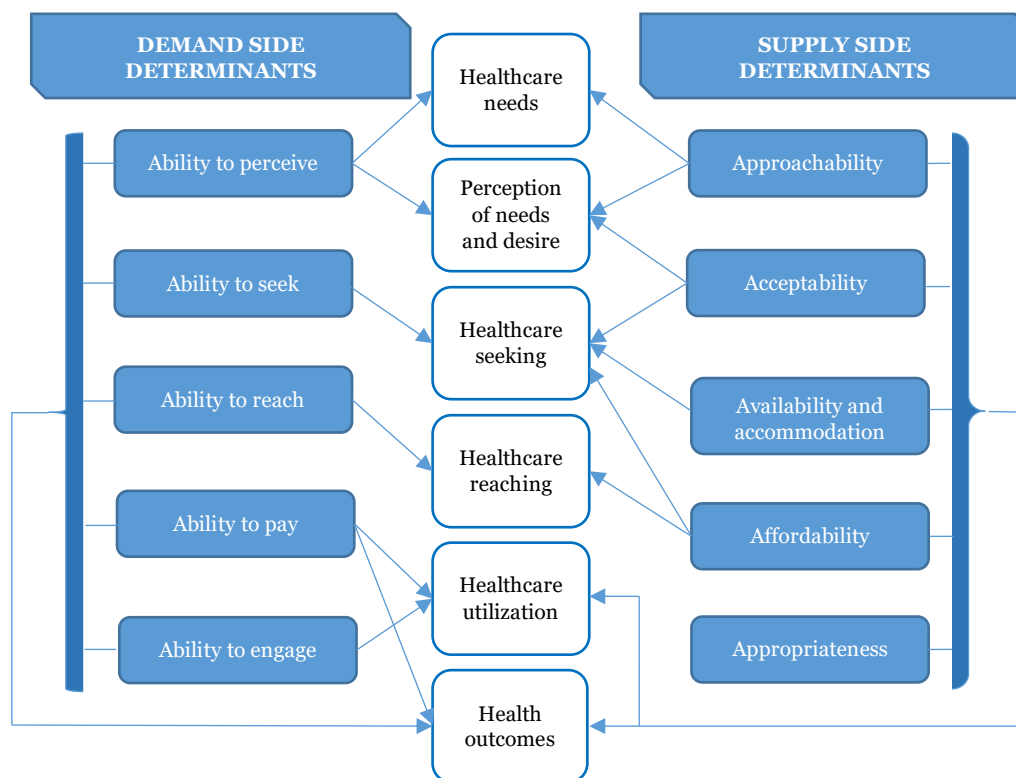 DEMAND SIDE
DETERMINANTS
Ability to perceive
Ability to seek
Ability to reach
Ability to pay
Ability to engage
Healthcare
needs
Perception
of needs
and desire
Healthcare
seeking
Healthcare
reaching
Healthcare
utilization
Health
outcomes
SUPPLY SIDE
DETERMINANTS
Approachability
Acceptability
Availability and
accommodation
Affordability
Appropriateness